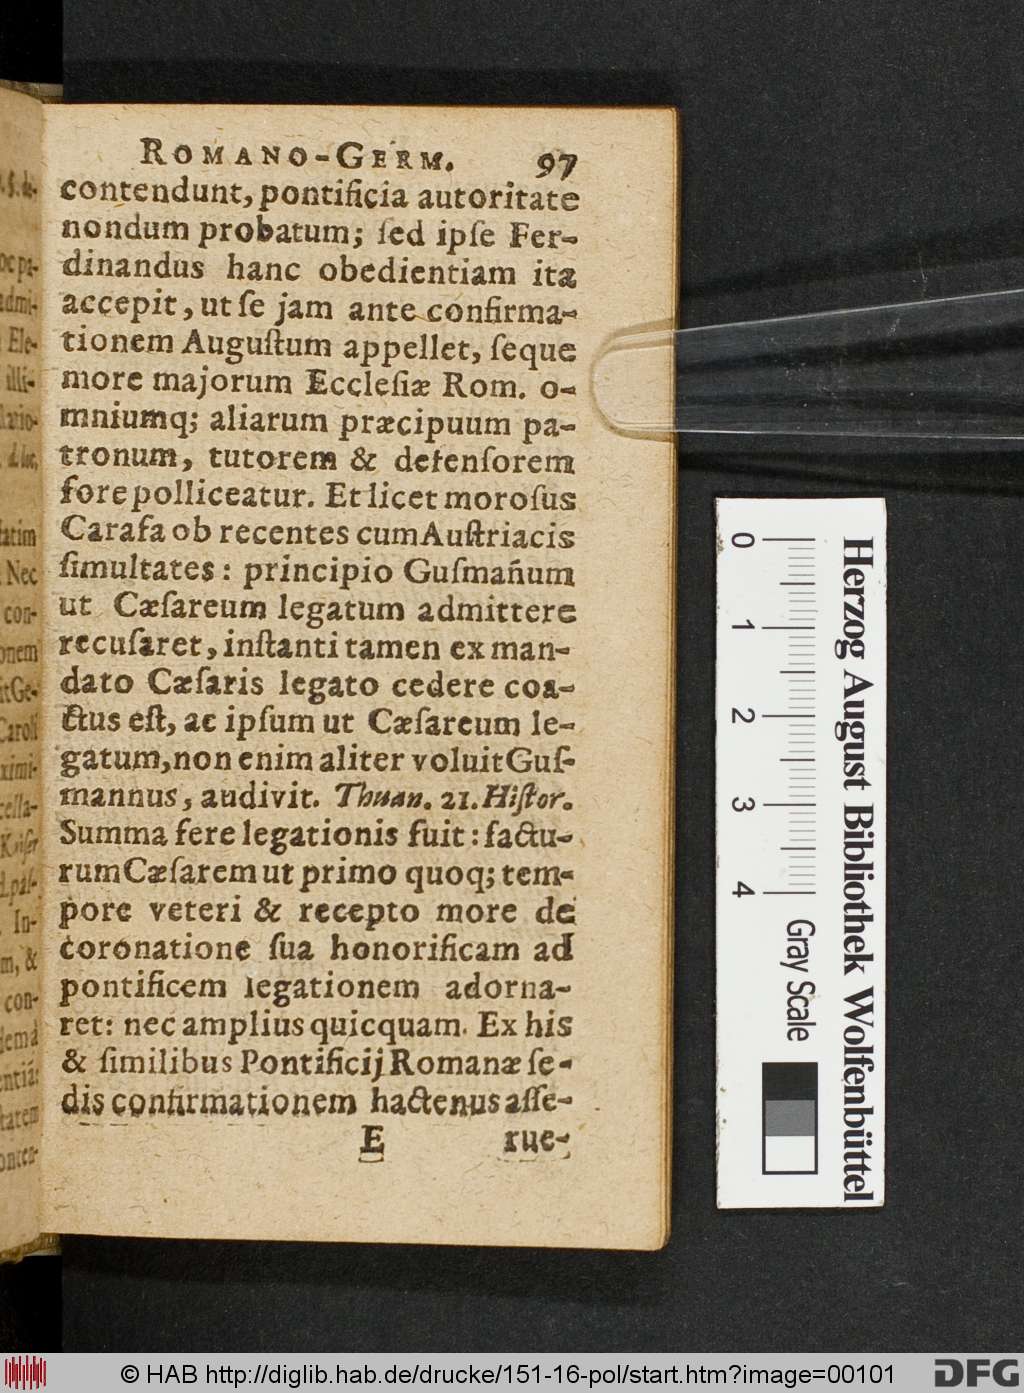 ROMANO-GERM. 97
contendunt, pontificia autoritate
nondum probatum; ſed ipſe Fer-
dinandus hanc obedientiam ita
accepit, ut ſe jam ante confirma-
tionem Auguſtum appellet, ſeque
more majorum Eccleſiæ Rom. o-
mniumq; aliarum præcipuum pa-
tronum, tutorem & defenſorem
fore polliceatur. Et licet moroſus
Carafa ob recentes cum Auſtriacis
ſimultates: principio Guſmañum
ut Cæſareum legatum admittere
recuſaret, inſtanti tamen ex man-
dato Cæſaris legato cedere coa-
ctus eſt, ac ipſum ut Cæſareum le-
gatum, non enim aliter voluit Guſ-
mannus, audivit. Thuan. 21. Hiſtor.
Summa fere legationis fuit: factu-
rum Cæſarem ut primo quoq; tem-
pore veteri & recepto more de
coronatione ſua honorificam ad
pontificem legationem adorna-
ret: nec amplius quicquam. Ex his
& ſimilibus Pontificij Romanæ ſe-
dis confirmationem hactenus aſſe-
E rue-
0 1 2 3 4 Gray Scale
Herzog August Bibliothek Wolfenbüttel
© HAB http://diglib.hab.de/drucke/151-16-pol/start.htm?image=00101
DFG